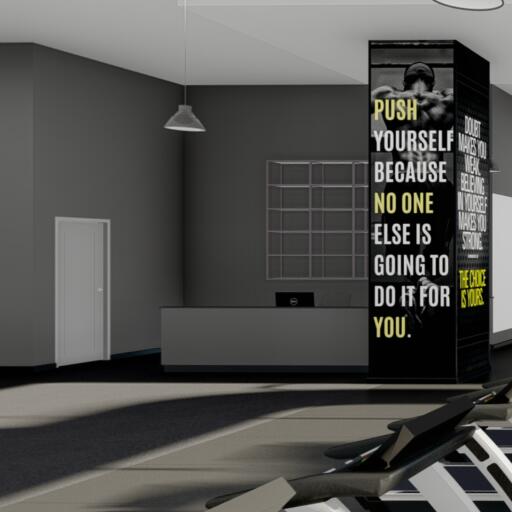 PUSH
YOURSELF
BECAUSE
NO ONE
ELSE IS
GOING TO
DO IT FOR
YOU.
DOUBT
MAKES YOU
WEAK.
BELIEVING
IN YOURSELF
MAKES YOU
STRONG.
THE CHOICE
IS YOURS.